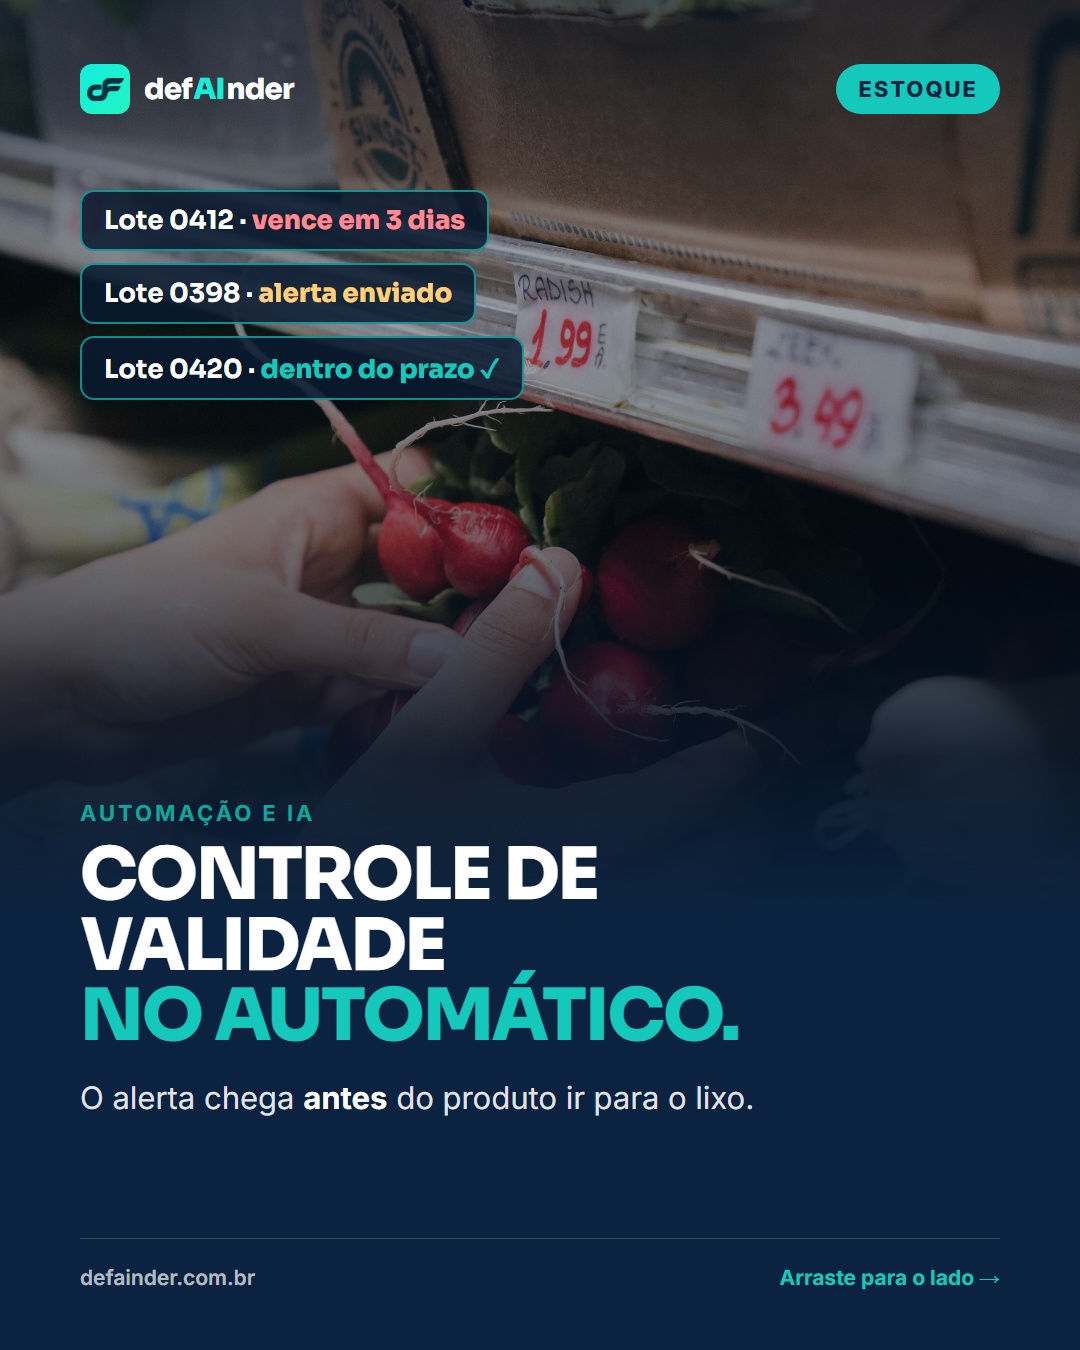 defAInder
ESTOQUE
SUNSET
Lote 0412 · vence em 3 dias
Lote 0398 · alerta enviado
Lote 0420 · dentro do prazo ✓
RADISH
1.99 EA.
3.49
AUTOMAÇÃO E IA
CONTROLE DE
VALIDADE
NO AUTOMÁTICO.
O alerta chega antes do produto ir para o lixo.
defainder.com.br
Arraste para o lado →